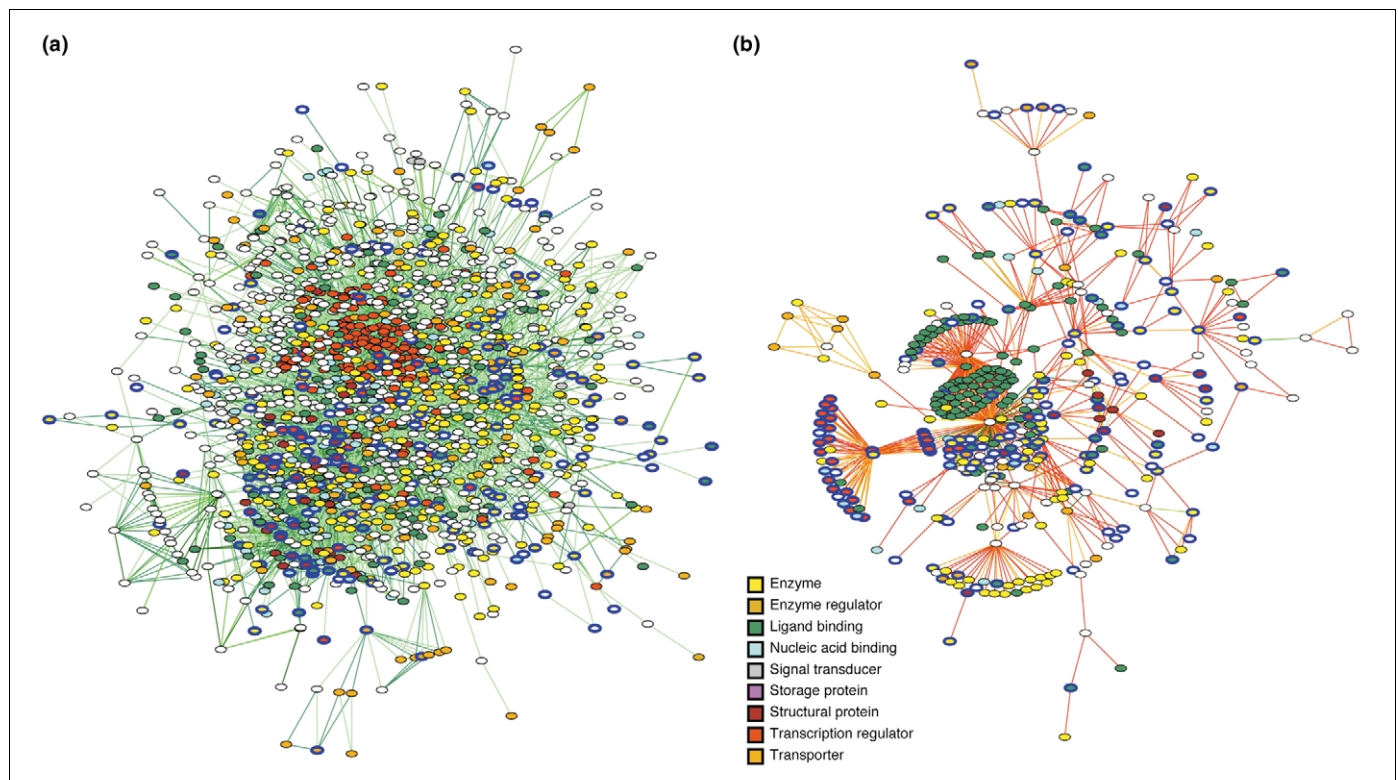 (a)
(b)
Enzyme
Enzyme regulator
Ligand binding
Nucleic acid binding
Signal transducer
Storage protein
Structural protein
Transcription regulator
Transporter